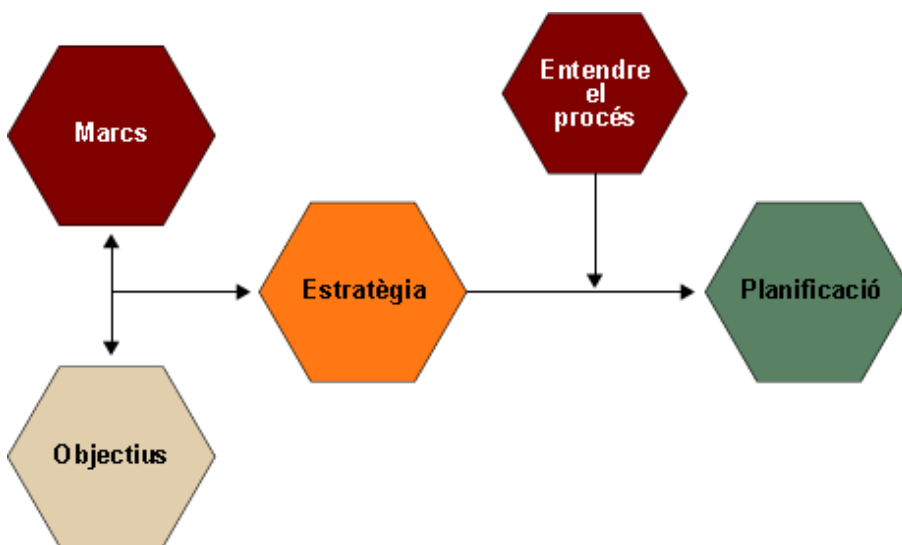 Marcs
Entendre
el
procés
Estratègia
Planificació
Objectius